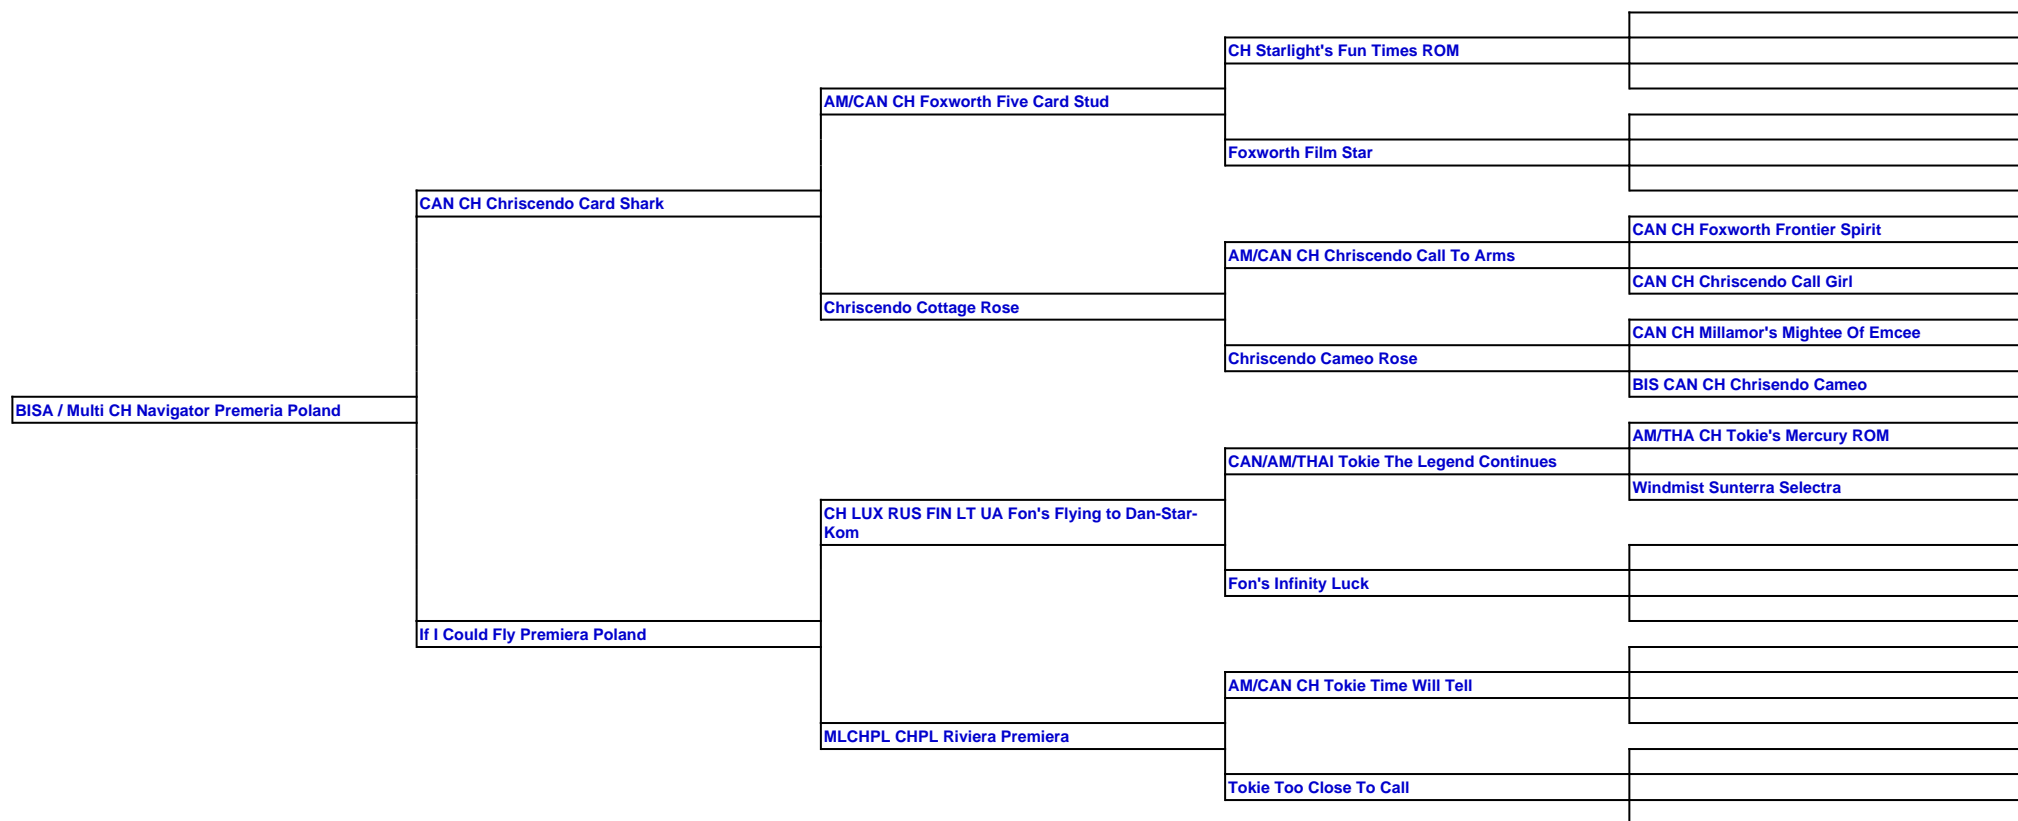 CH Starlight's Fun Times ROM
AM/CAN CH Foxworth Five Card Stud
Foxworth Film Star
CAN CH Chriscendo Card Shark
CAN CH Foxworth Frontier Spirit
AM/CAN CH Chriscendo Call To Arms
CAN CH Chriscendo Call Girl
Chriscendo Cottage Rose
CAN CH Millamor's Mightee Of Emcee
Chriscendo Cameo Rose
BIS CAN CH Chrisendo Cameo
BISA / Multi CH Navigator Premeria Poland
AM/THA CH Tokie's Mercury ROM
CAN/AM/THAI Tokie The Legend Continues
Windmist Sunterra Selectra
CH LUX RUS FIN LT UA Fon's Flying to Dan-Star-
Kom
Fon's Infinity Luck
If I Could Fly Premiera Poland
AM/CAN CH Tokie Time Will Tell
MLCHPL CHPL Riviera Premiera
Tokie Too Close To Call